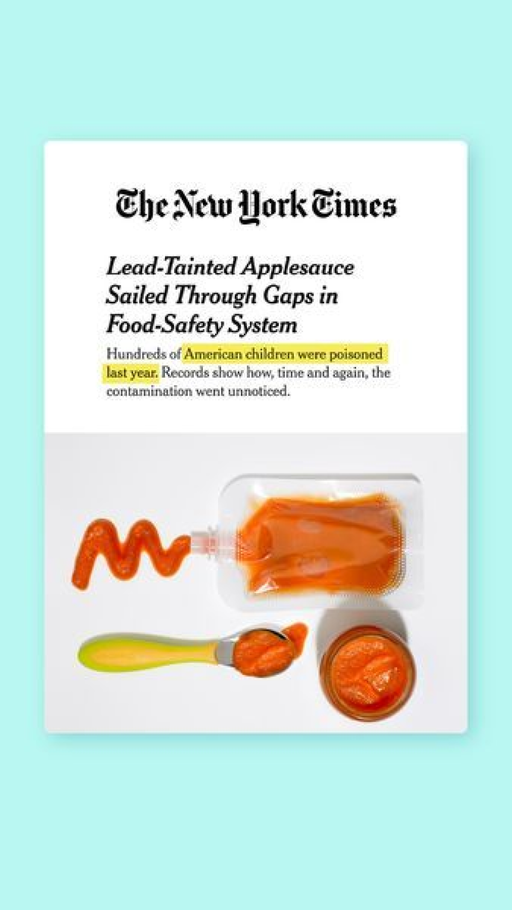 The New York Times
Lead-Tainted Applesauce
Sailed Through Gaps in
Food-Safety System
Hundreds of American children were poisoned
last year. Records show how, time and again, the
contamination went unnoticed.